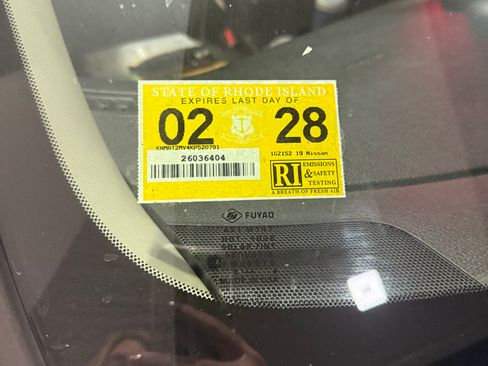 STATE OF RHODE ISLAND
EXPIRES LAST DAY OF
02 28
KNMAT2MV4KP520791
1GZ152 19 Nissan
26036404
RI EMISSIONS
& SAFETY
TESTING
A BREATH OF FRESH AIR
FUYAO